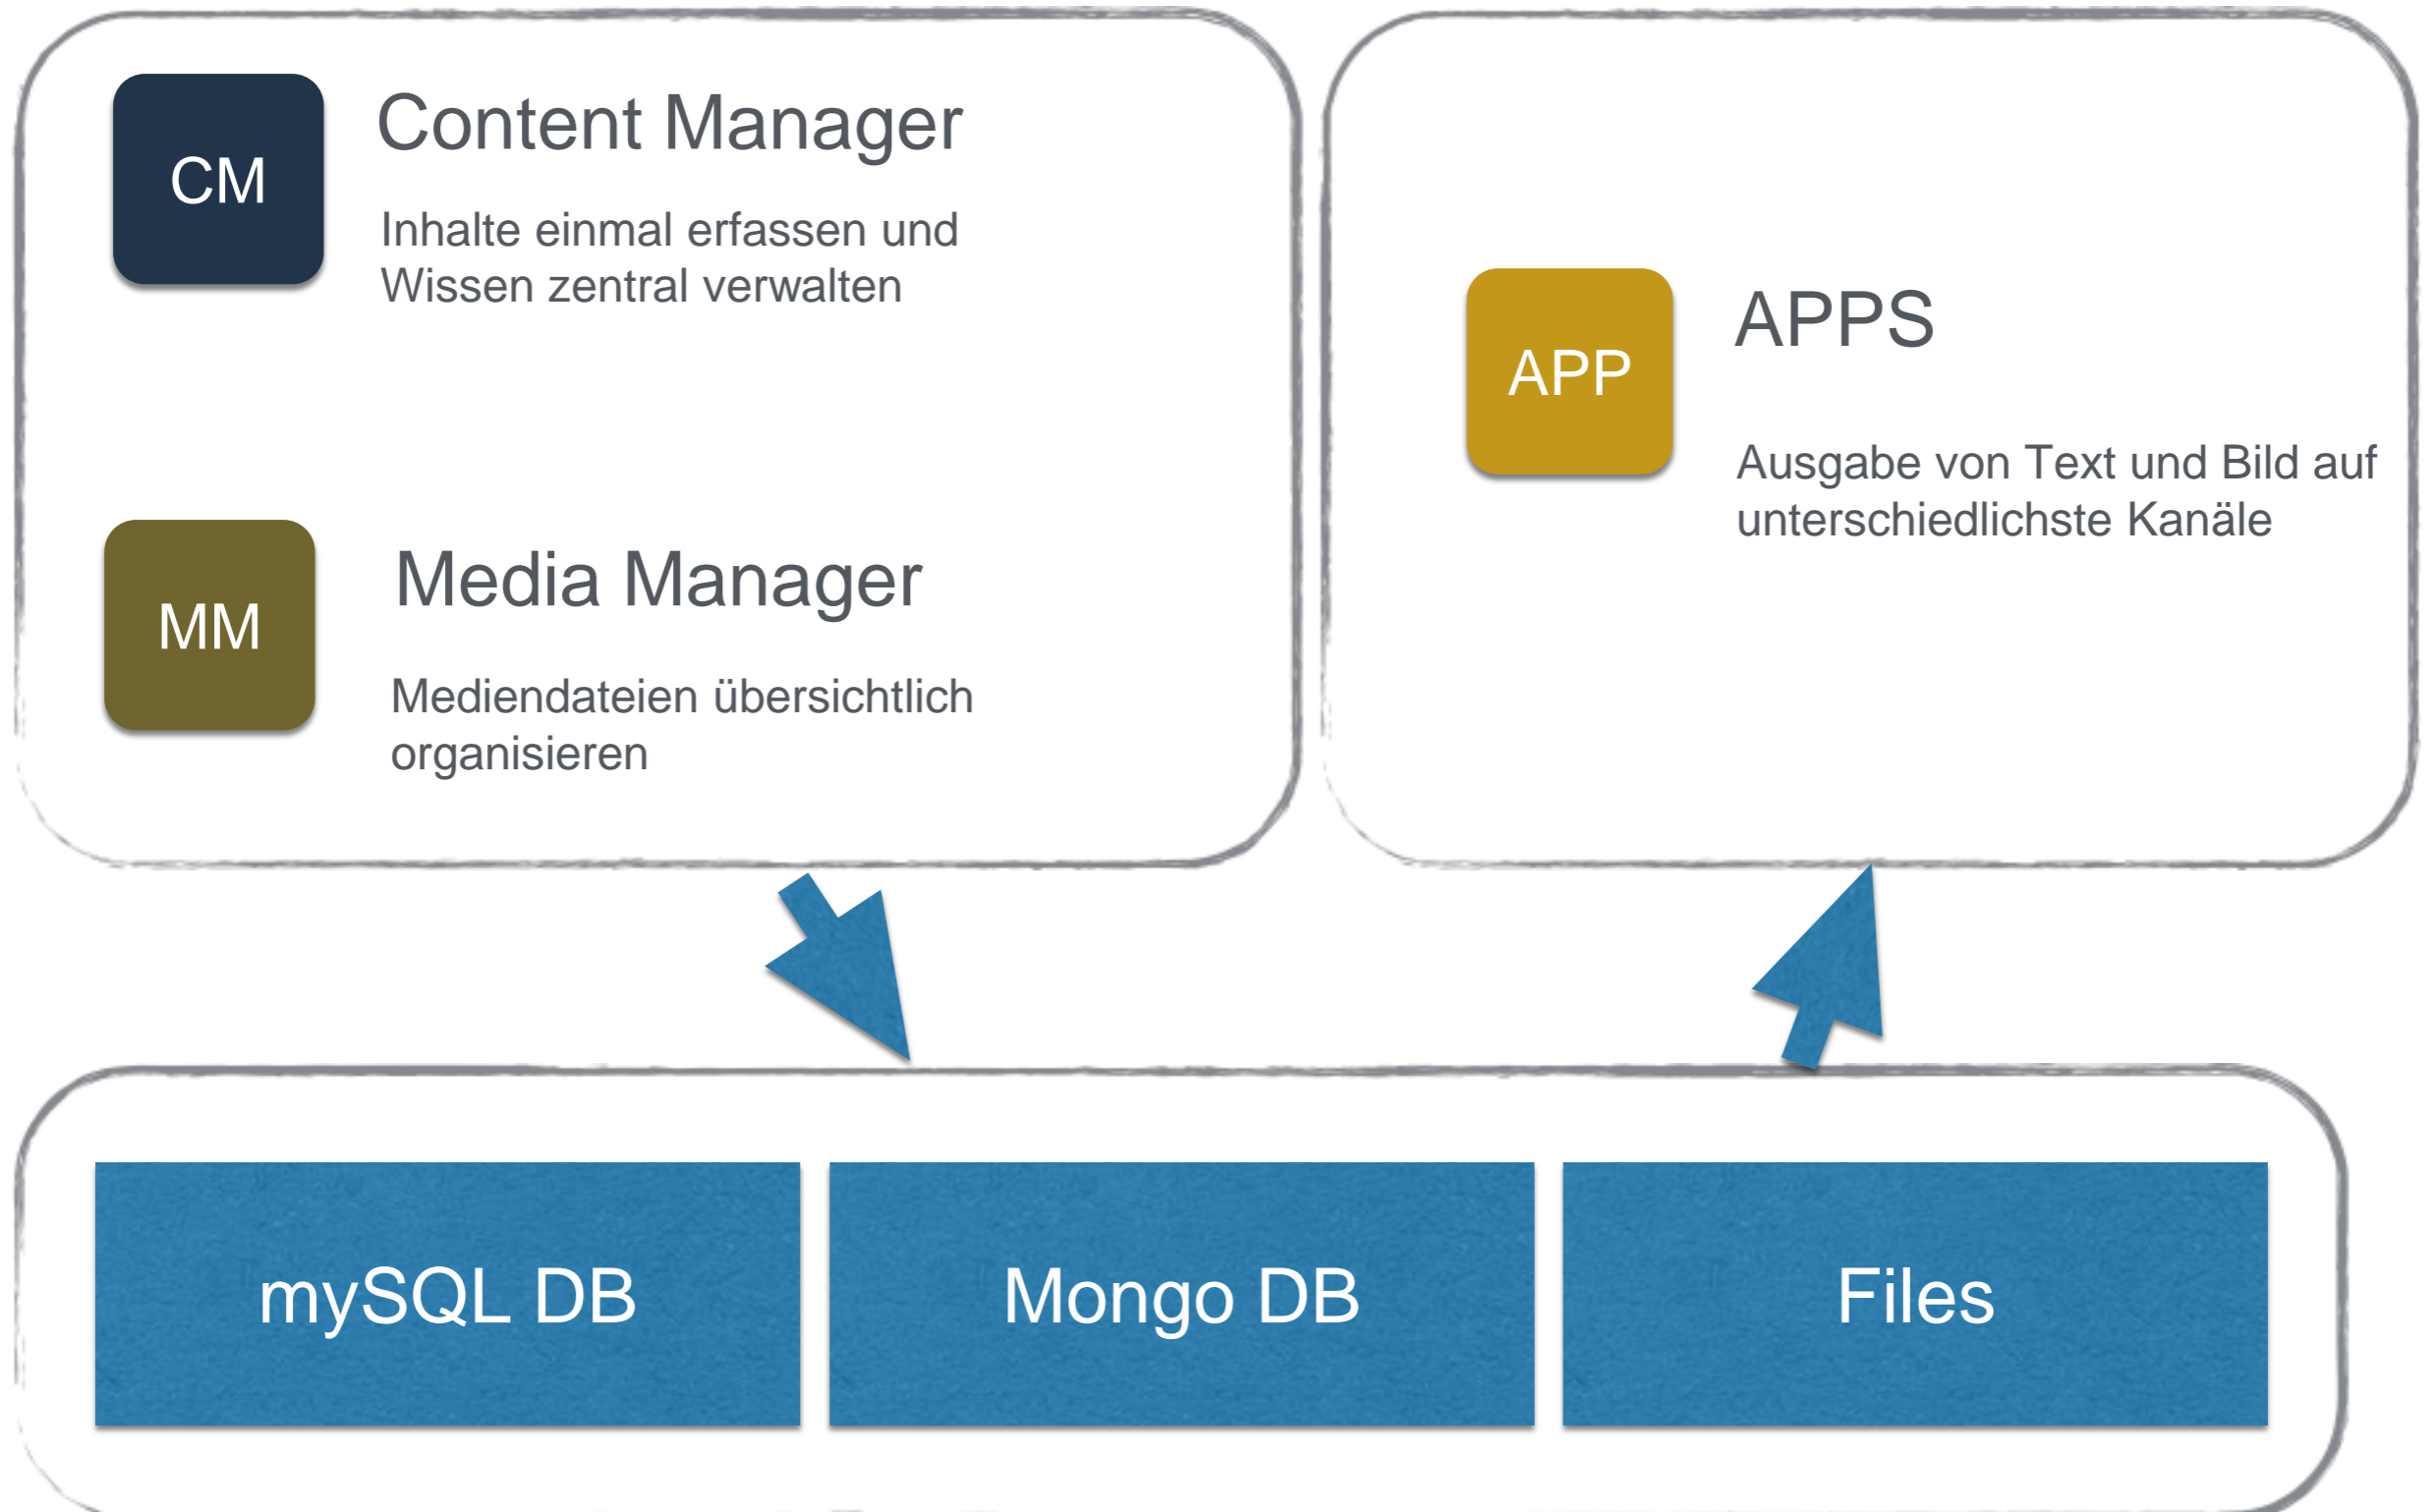 CM
Content Manager
Inhalte einmal erfassen und
Wissen zentral verwalten
MM
Media Manager
Mediendateien übersichtlich
organisieren
APP
APPS
Ausgabe von Text und Bild auf
unterschiedlichste Kanäle
mySQL DB
Mongo DB
Files